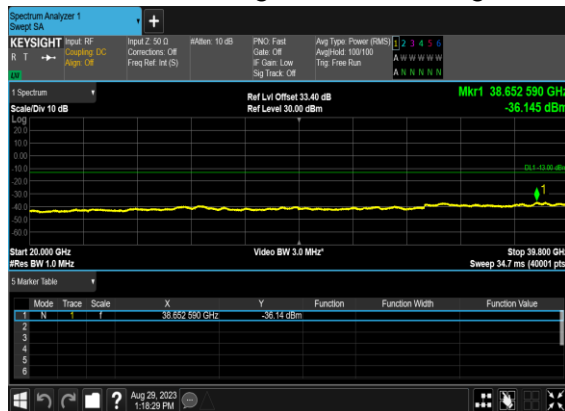 Spectrum Analyzer 1
Swept SA
KEYSIGHT Input: RF Input Z: 50 Ω #Atten: 10 dB PNO: Fast Avg Type: Power (RMS) 1 2 3 4 5 6
R T Coupling: DC Corrections: Off Gate: Off Avg|Hold: 100/100 A W W W W W
Align: Off Freq Ref: Int (S) IF Gain: Low Trig: Free Run
Sig Track: Off A N N N N N
LW
1 Spectrum Ref Lvl Offset 33.40 dB Mkr1 38.652 590 GHz
Scale/Div 10 dB Ref Level 30.00 dBm -36.145 dBm
Log
20.0
10.0
0.00
-10.0 DL1 -13.00 dBm
-20.0
-30.0 1
-40.0
-50.0
-60.0
Start 20.000 GHz Video BW 3.0 MHz* Stop 39.800 GHz
#Res BW 1.0 MHz Sweep 34.7 ms (40001 pts)
5 Marker Table
Mode Trace Scale X Y Function Function Width Function Value
1 N 1 f 38.652 590 GHz -36.14 dBm
2
3
4
5
6
? Aug 29, 2023
1:18:29 PM